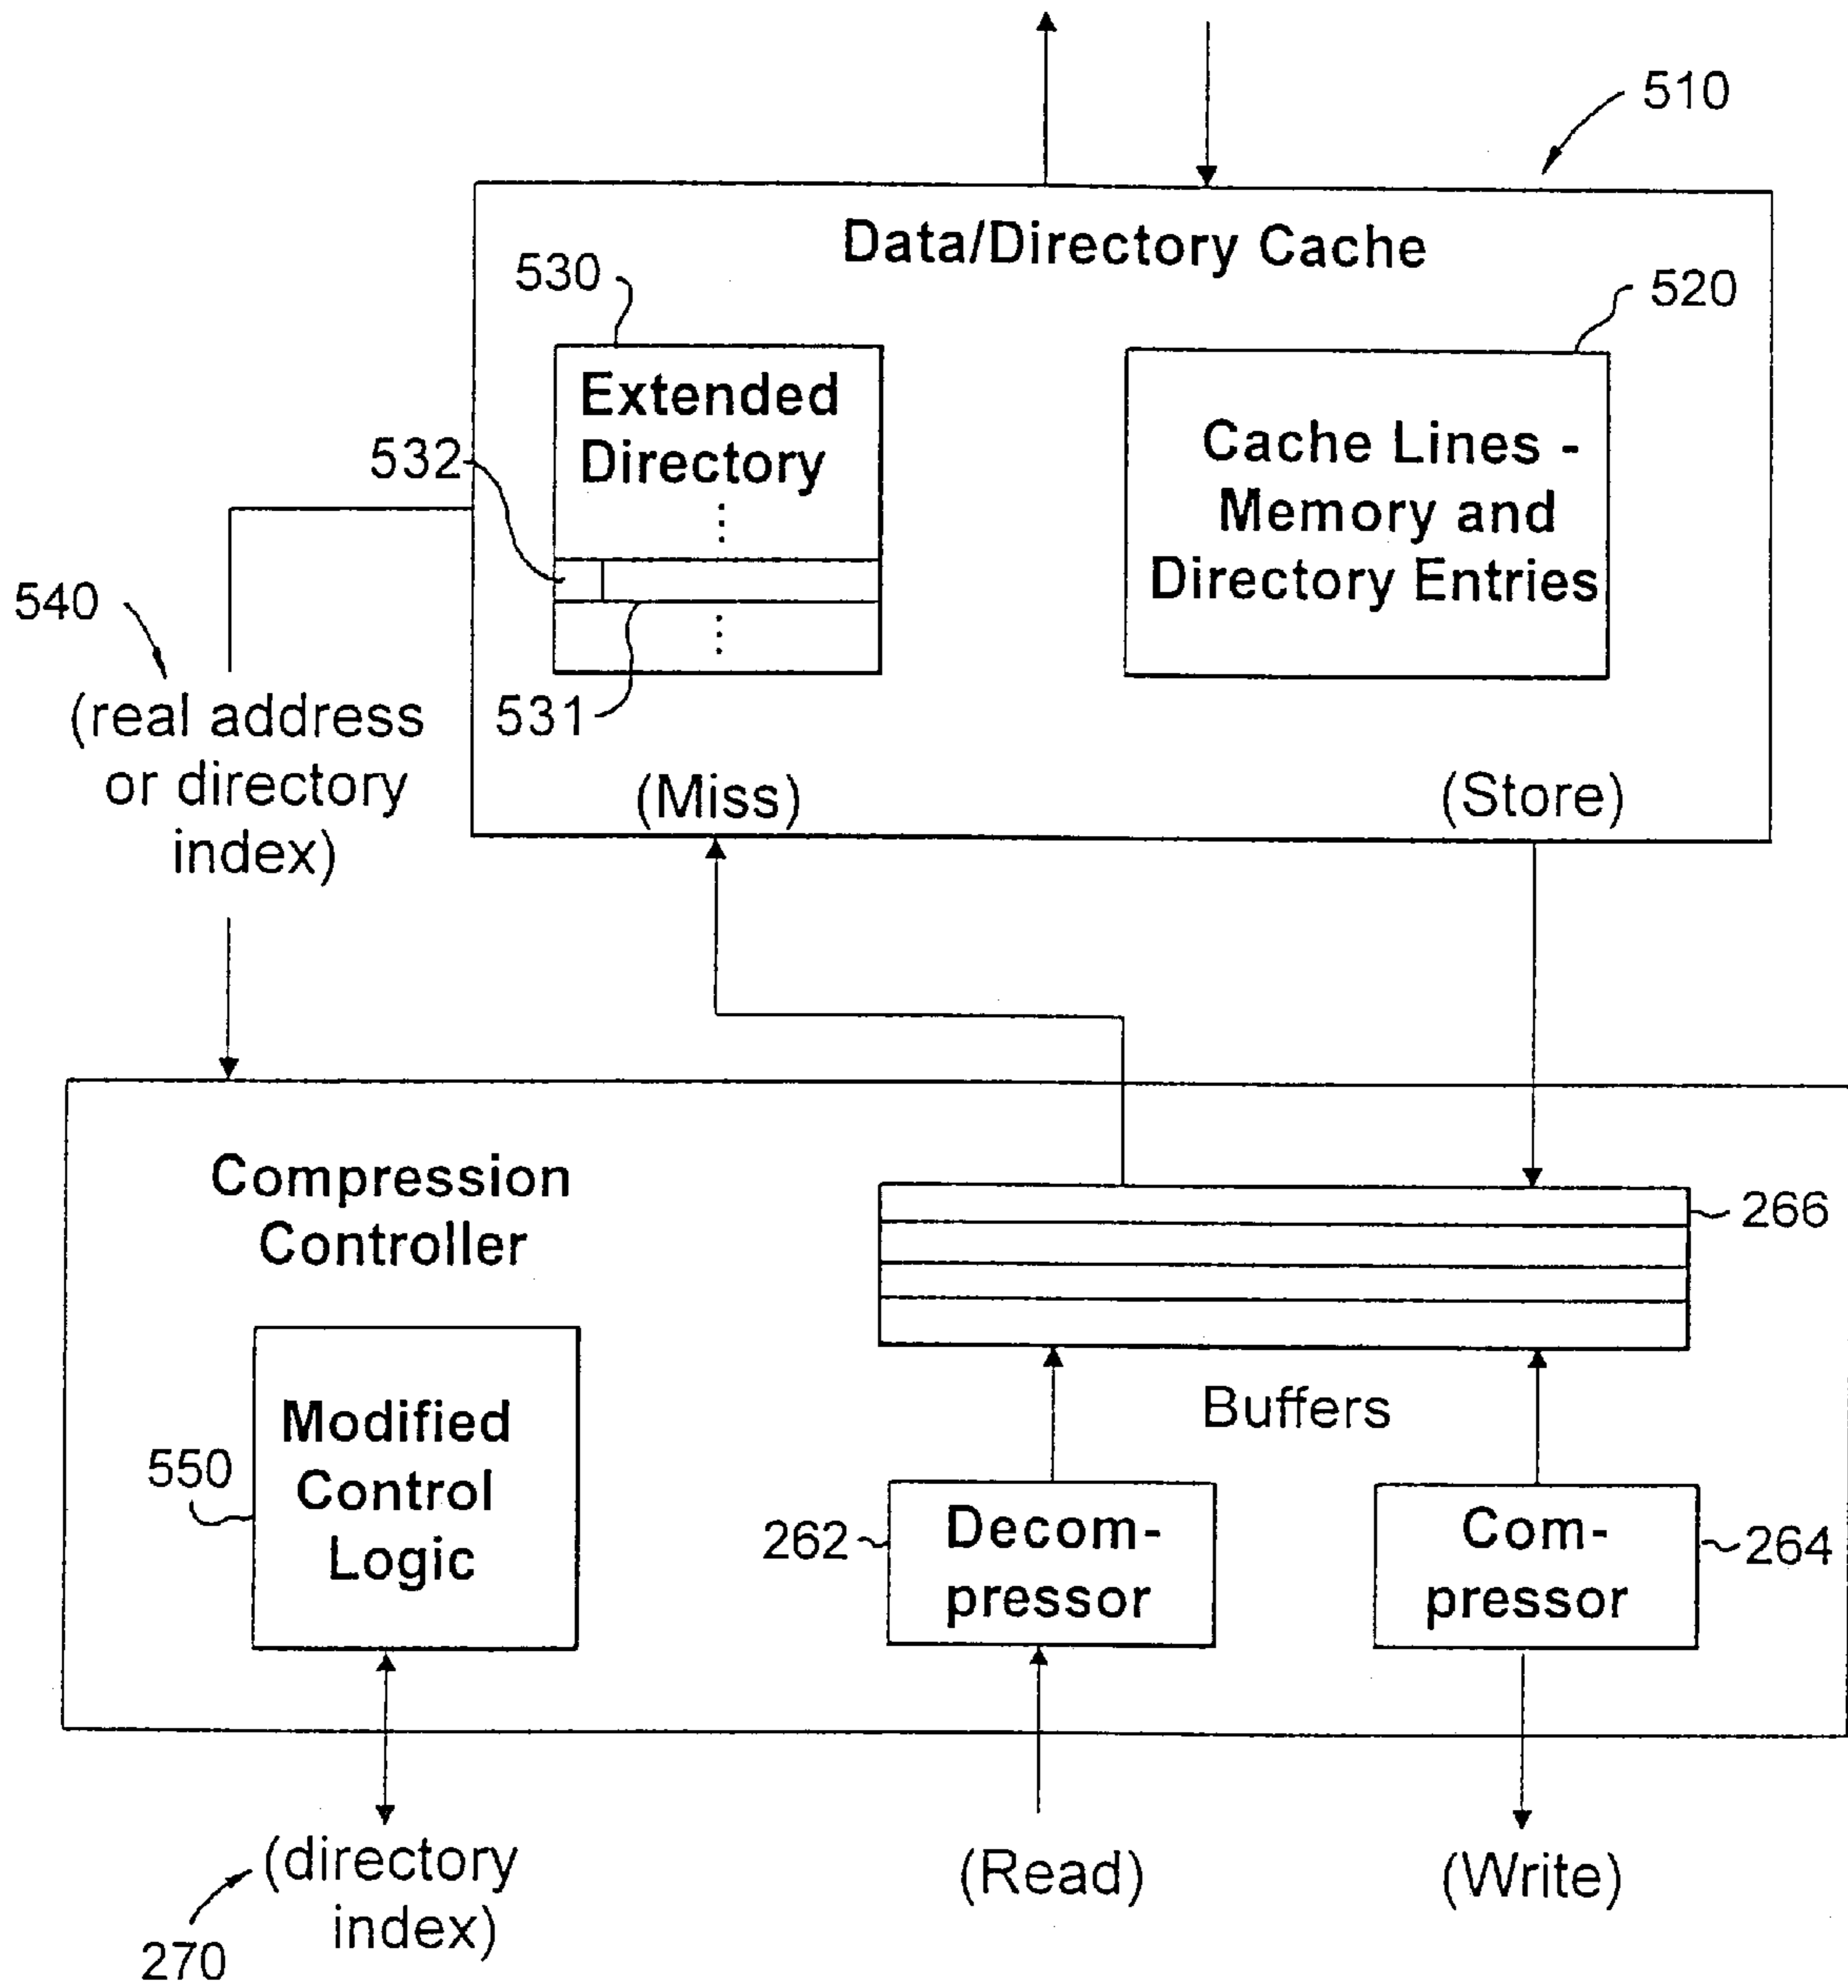 510
Data/Directory Cache
530
520
Extended
Directory
532
Cache Lines -
Memory and
Directory Entries
540
531
(real address
or directory
index)
(Miss)
(Store)
Compression
Controller
266
Modified
Control
Logic
550
Buffers
262
Decom-
pressor
Com-
pressor
264
(directory
index)
270
(Read)
(Write)